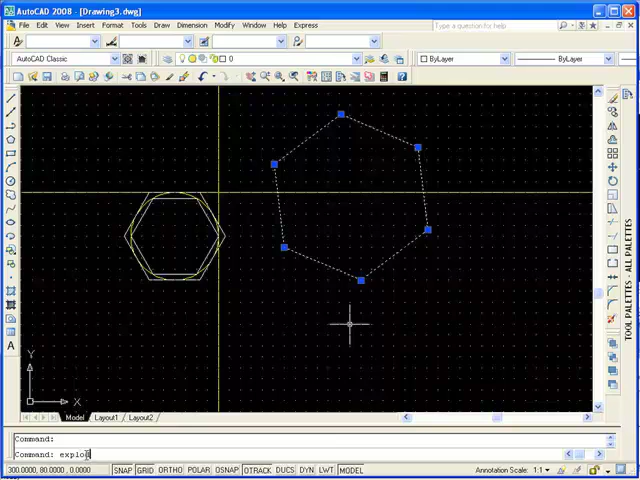 AutoCAD 2008 - [Drawing3.dwg]
File Edit View Insert Format Tools Draw Dimension Modify Window Help Express
Type a question for help
AutoCAD Classic
0
ByLayer
ByLayer
TOOL PALETTES - ALL PALETTES
Y
X
Model Layout1 Layout2
Command:
Command: explod
300.0000, 80.0000, 0.0000 SNAP GRID ORTHO POLAR OSNAP OTRACK DUCS DYN LWT MODEL Annotation Scale: 1:1